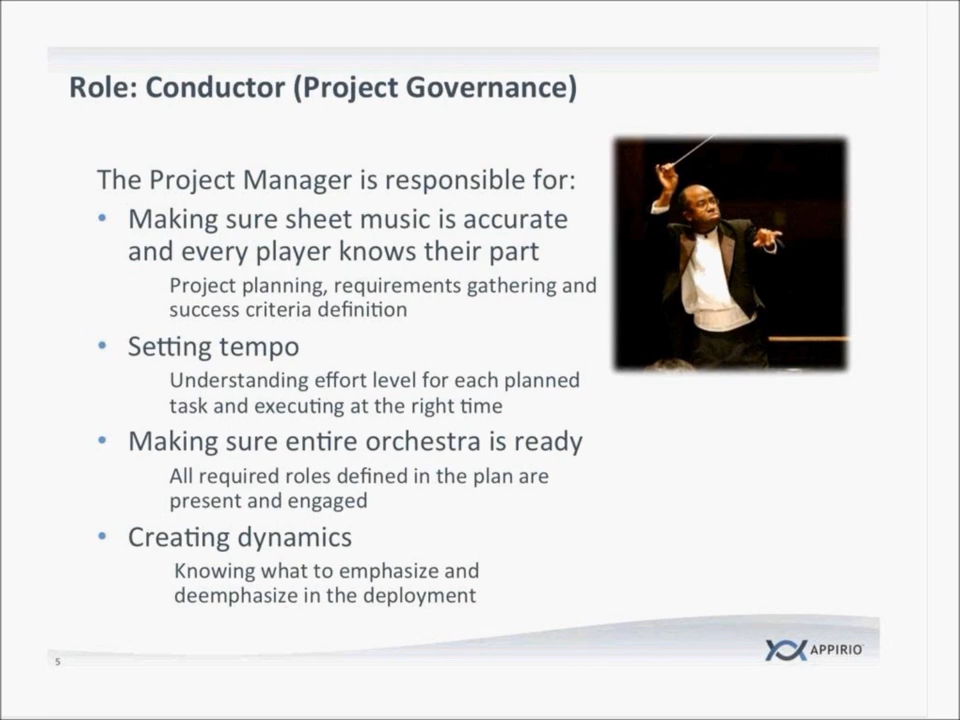 Role: Conductor (Project Governance)
The Project Manager is responsible for:
• Making sure sheet music is accurate
and every player knows their part
Project planning, requirements gathering and
success criteria definition
• Setting tempo
Understanding effort level for each planned
task and executing at the right time
• Making sure entire orchestra is ready
All required roles defined in the plan are
present and engaged
• Creating dynamics
Knowing what to emphasize and
deemphasize in the deployment
5
APPIRIO